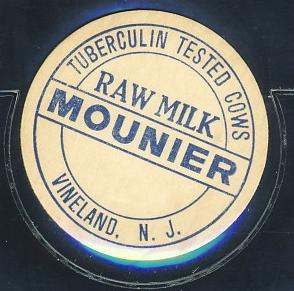 TUBERCULIN TESTED COWS
RAW MILK
MOUNIER
VINELAND, N. J.